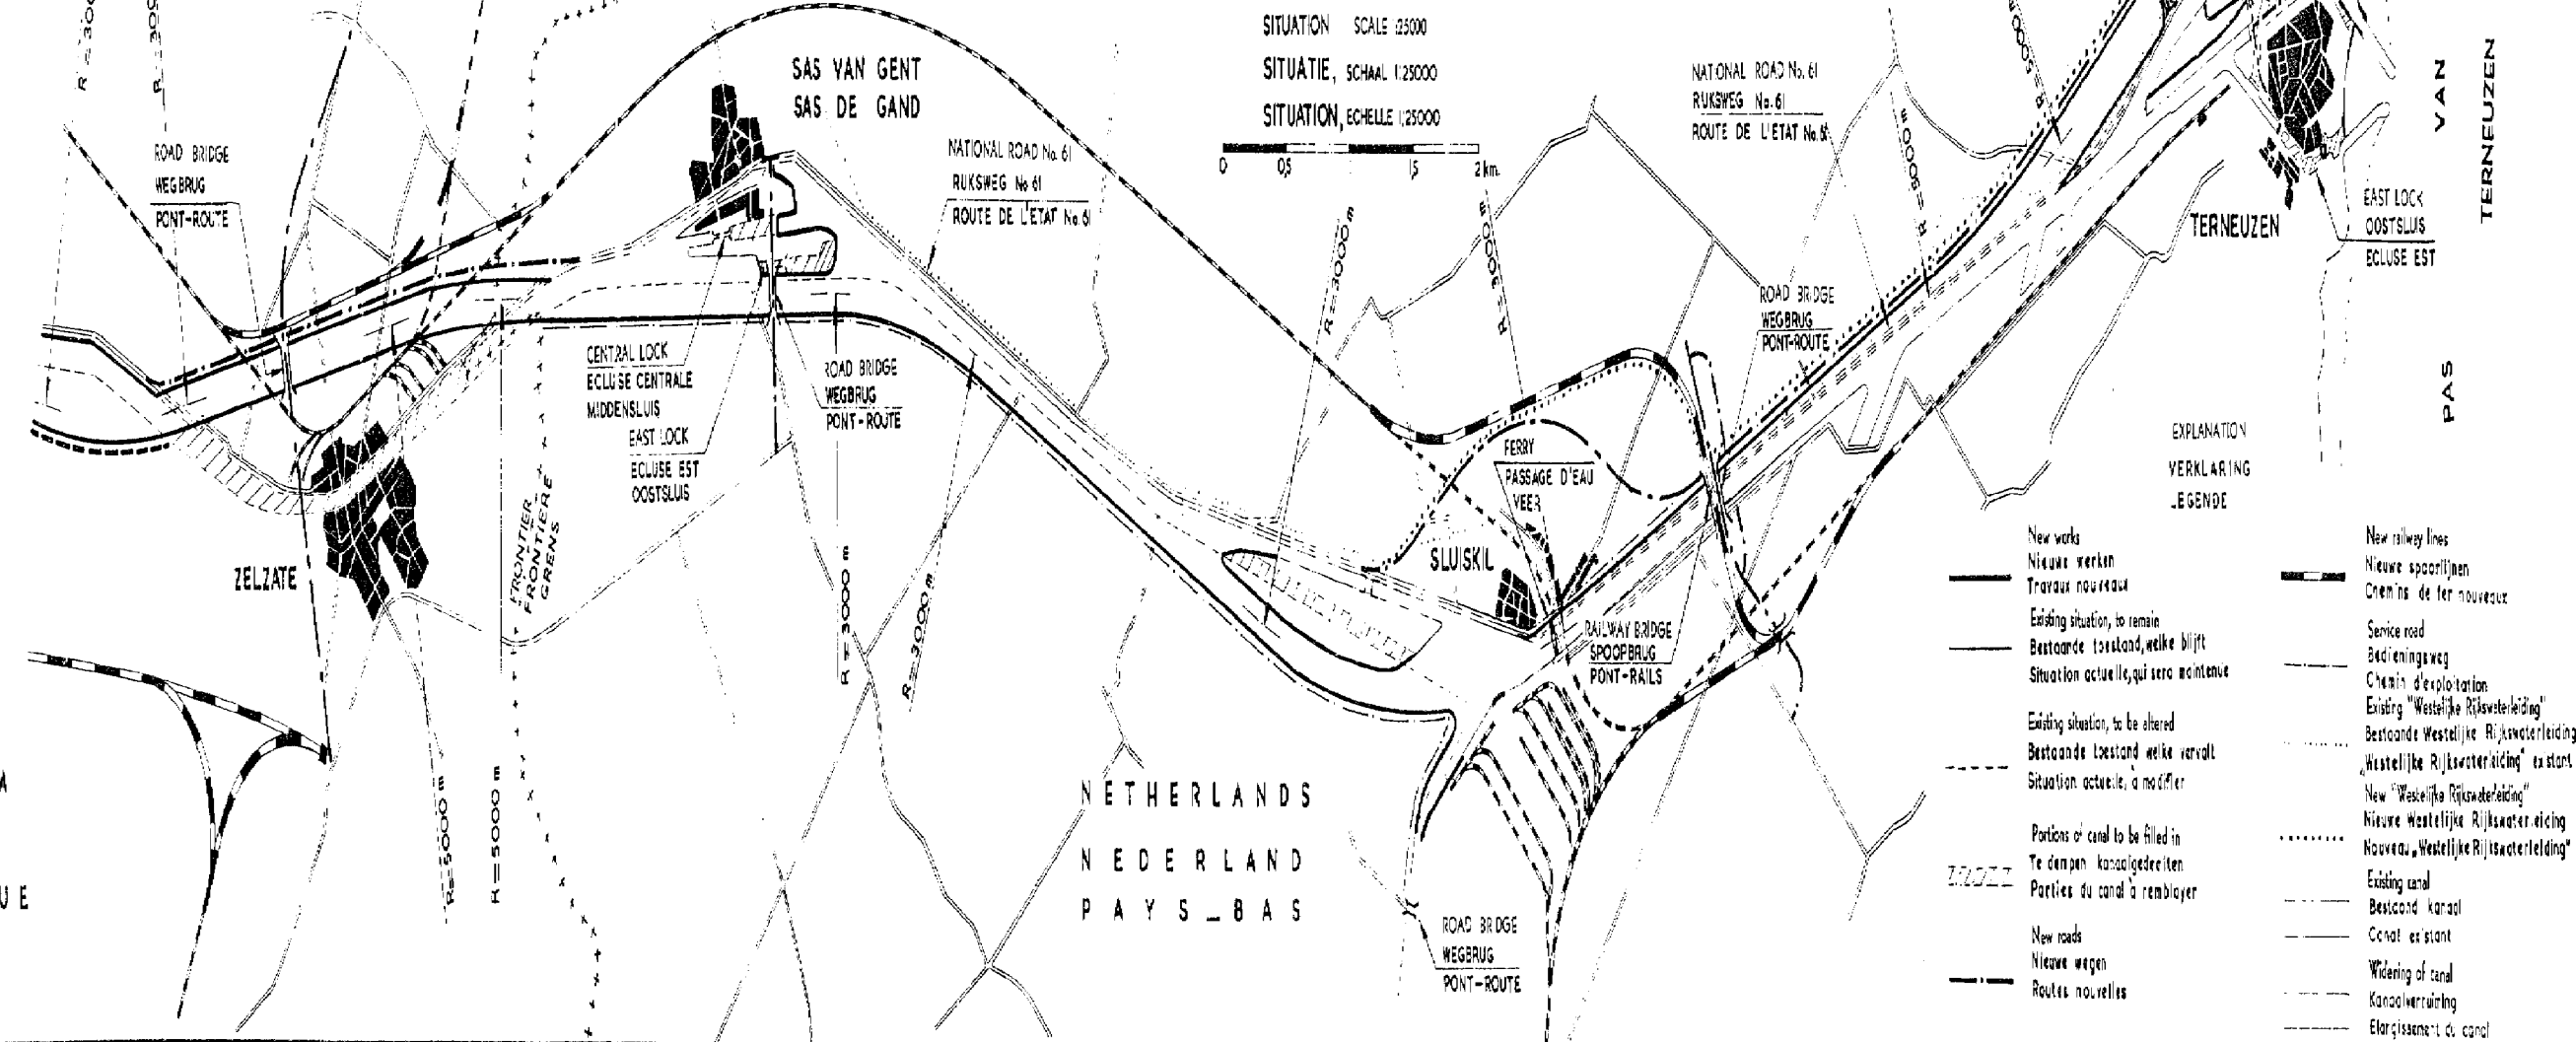 SITUATION SCALE 1:25000
SITUATIE, SCHAAL 1:25000
SITUATION, ECHELLE 1:25000
0 0,5 1,5 2 km.
SAS VAN GENT
SAS DE GAND
ROAD BRIDGE
WEGBRUG
PONT-ROUTE
NATIONAL ROAD No. 61
RIJKSWEG No 61
ROUTE DE L'ETAT No. 61
NATIONAL ROAD No. 61
RIJKSWEG No. 61
ROUTE DE L'ETAT No. 61
VAN
TERNEUZEN
PAS
TERNEUZEN
EAST LOCK
OOSTSLUIS
ECLUSE EST
CENTRAL LOCK
ECLUSE CENTRALE
MIDDENSLUIS
EAST LOCK
ECLUSE EST
OOSTSLUIS
ROAD BRIDGE
WEGBRUG
PONT-ROUTE
ROAD BRIDGE
WEGBRUG
PONT-ROUTE
FERRY
PASSAGE D'EAU
VEER
SLUISKIL
RAILWAY BRIDGE
SPOOPBRUG
PONT-RAILS
ZELZATE
FRONTIER
FRONTIERE
GRENS
R=3000 m
R=3000 m
R=3000 m
R=3000 m
R=5000 m
R=5000 m
R=5000 m
NETHERLANDS
NEDERLAND
PAYS_BAS
UE
ROAD BRIDGE
WEGBRUG
PONT-ROUTE
EXPLANATION
VERKLARING
LEGENDE
New works
Nieuwe werken
Travaux nouveaux
Existing situation, to remain
Bestaande toestand, welke blijft
Situation actuelle, qui sera maintenue
Existing situation, to be altered
Bestaande toestand welke vervalt
Situation actuelle, à modifier
Portions of canal to be filled in
Te dempen kanaalgedeelten
Parties du canal à remblayer
New roads
Nieuwe wegen
Routes nouvelles
New railway lines
Nieuwe spoorlijnen
Chemins de fer nouveaux
Service road
Bedieningsweg
Chemin d'exploitation
Existing "Westelijke Rijkswaterleiding"
Bestaande Westelijke Rijkswaterleiding
„Westelijke Rijkswaterleiding" existant
New "Westelijke Rijkswaterleiding"
Nieuwe Westelijke Rijkswaterleiding
Nouveau „Westelijke Rijkswaterleiding"
Existing canal
Bestaand kanaal
Canal existant
Widening of canal
Kanaalverruiming
Elargissement du canal